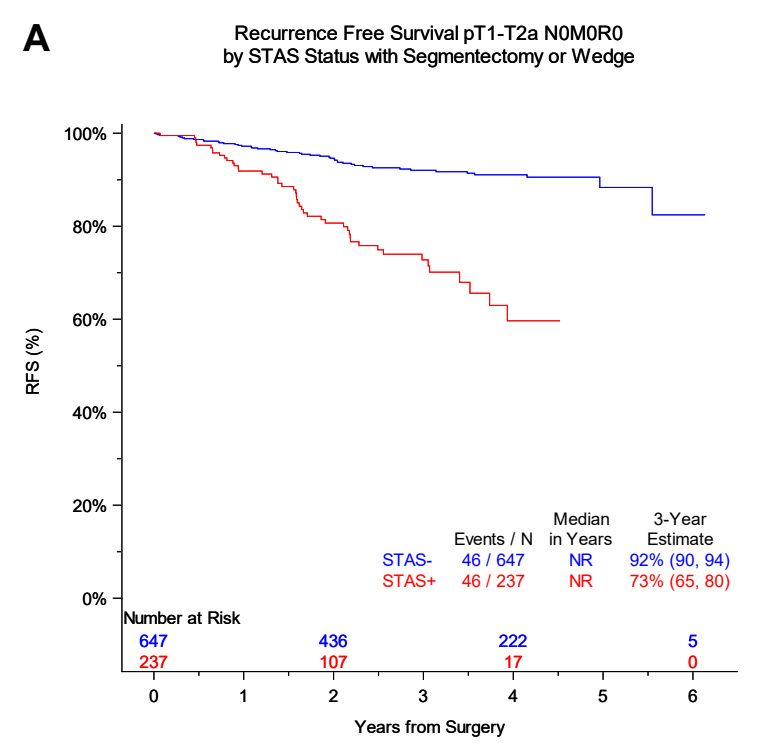 A
Recurrence Free Survival pT1-T2a N0M0R0
by STAS Status with Segmentectomy or Wedge
100%
80%
60%
40%
20%
0%
RFS (%)
Median 3-Year
Events / N in Years Estimate
STAS- 46 / 647 NR 92% (90, 94)
STAS+ 46 / 237 NR 73% (65, 80)
Number at Risk
647 436 222 5
237 107 17 0
0 1 2 3 4 5 6
Years from Surgery